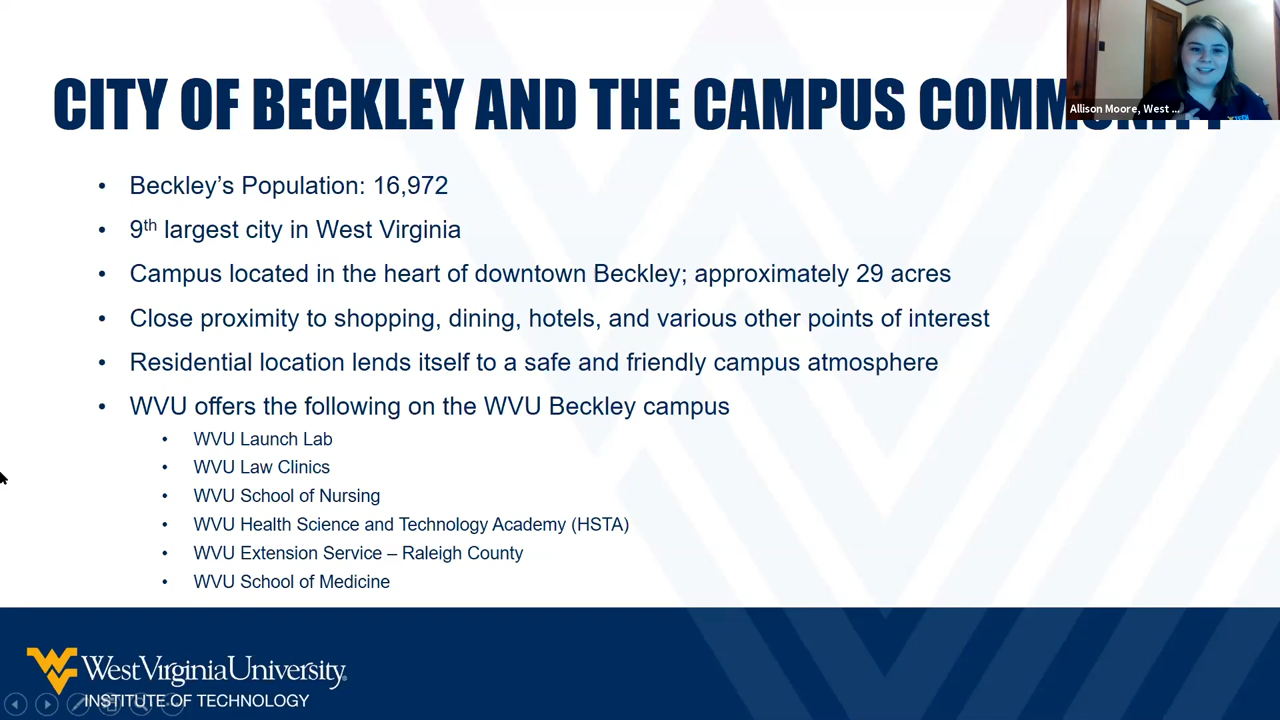 CITY OF BECKLEY AND THE CAMPUS COMMUNITY
Allison Moore, West ...
TECH
• Beckley’s Population: 16,972
• 9th largest city in West Virginia
• Campus located in the heart of downtown Beckley; approximately 29 acres
• Close proximity to shopping, dining, hotels, and various other points of interest
• Residential location lends itself to a safe and friendly campus atmosphere
• WVU offers the following on the WVU Beckley campus
• WVU Launch Lab
• WVU Law Clinics
• WVU School of Nursing
• WVU Health Science and Technology Academy (HSTA)
• WVU Extension Service – Raleigh County
• WVU School of Medicine
WestVirginiaUniversity®
INSTITUTE OF TECHNOLOGY